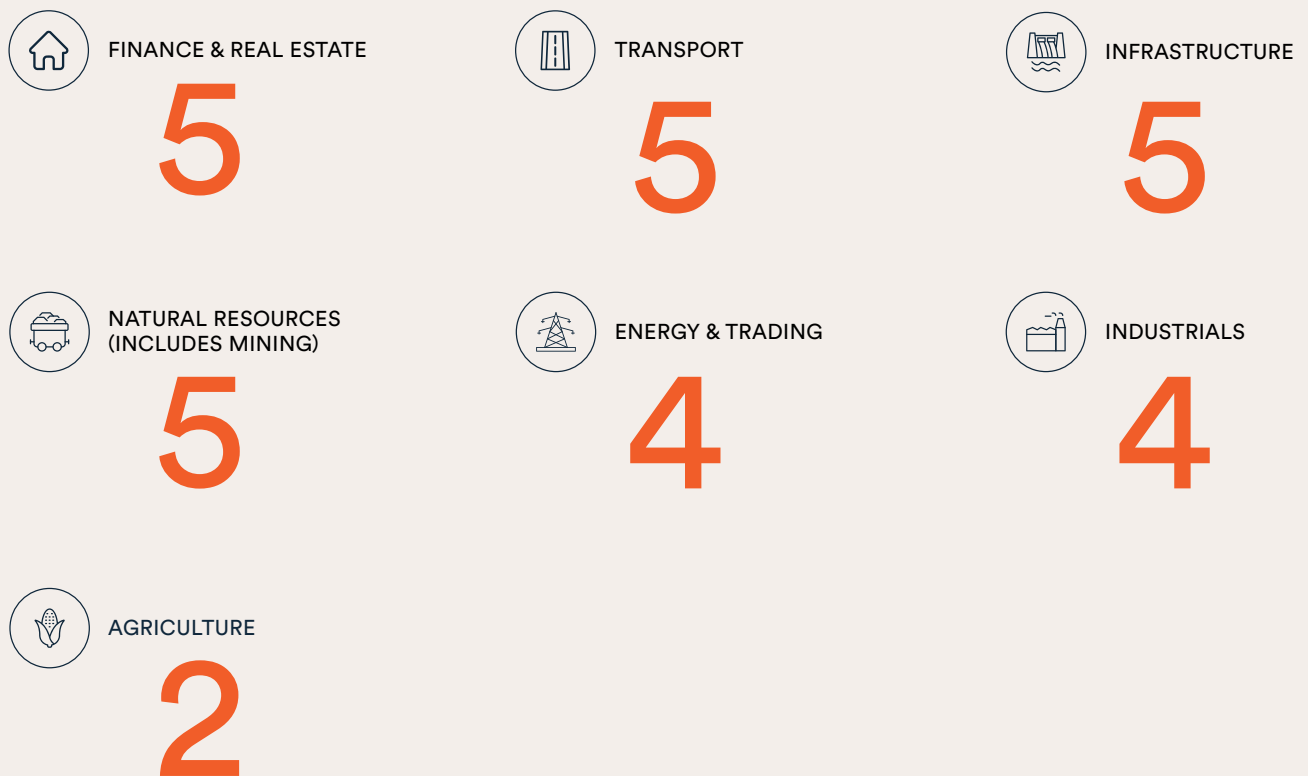 FINANCE & REAL ESTATE
5
TRANSPORT
5
INFRASTRUCTURE
5
NATURAL RESOURCES
(INCLUDES MINING)
5
ENERGY & TRADING
4
INDUSTRIALS
4
AGRICULTURE
2